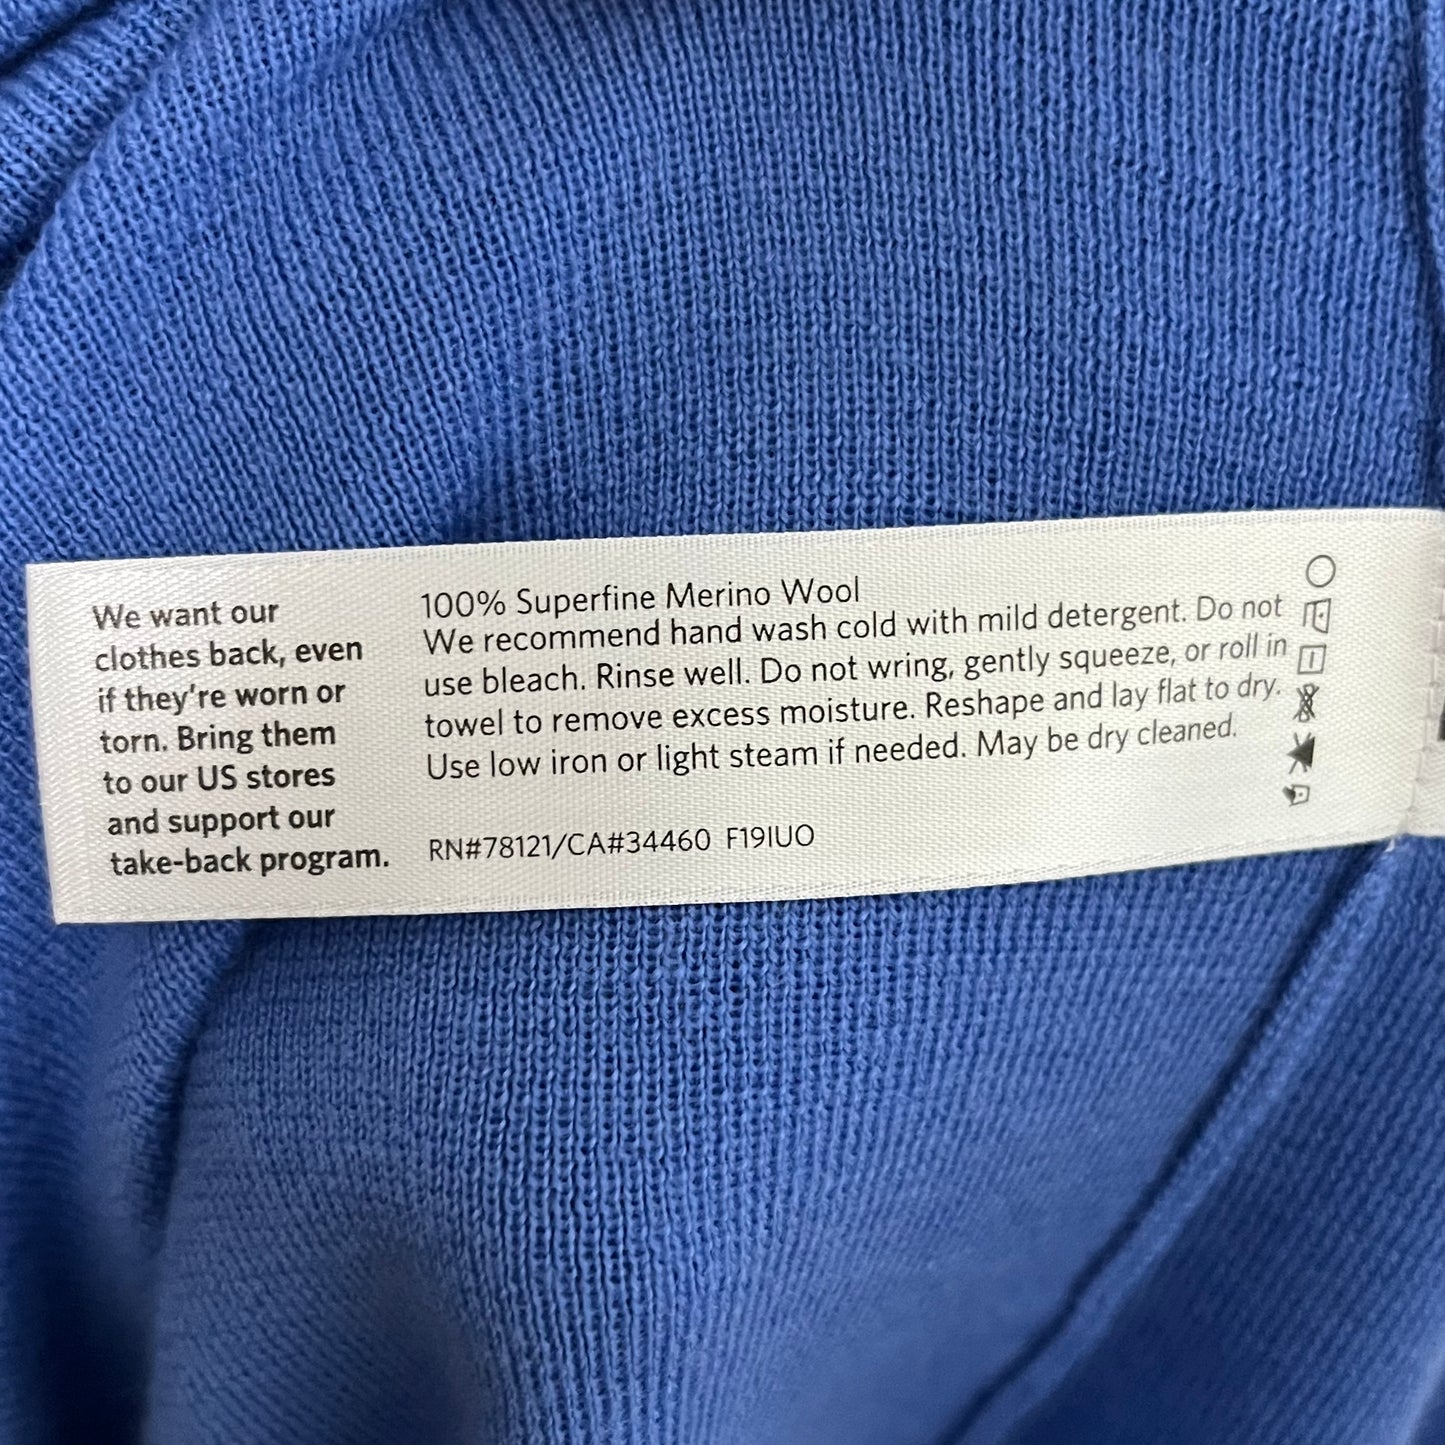 We want our
clothes back, even
if they're worn or
torn. Bring them
to our US stores
and support our
take-back program.
100% Superfine Merino Wool
We recommend hand wash cold with mild detergent. Do not
use bleach. Rinse well. Do not wring, gently squeeze, or roll in
towel to remove excess moisture. Reshape and lay flat to dry.
Use low iron or light steam if needed. May be dry cleaned.
RN#78121/CA#34460 F19IUO